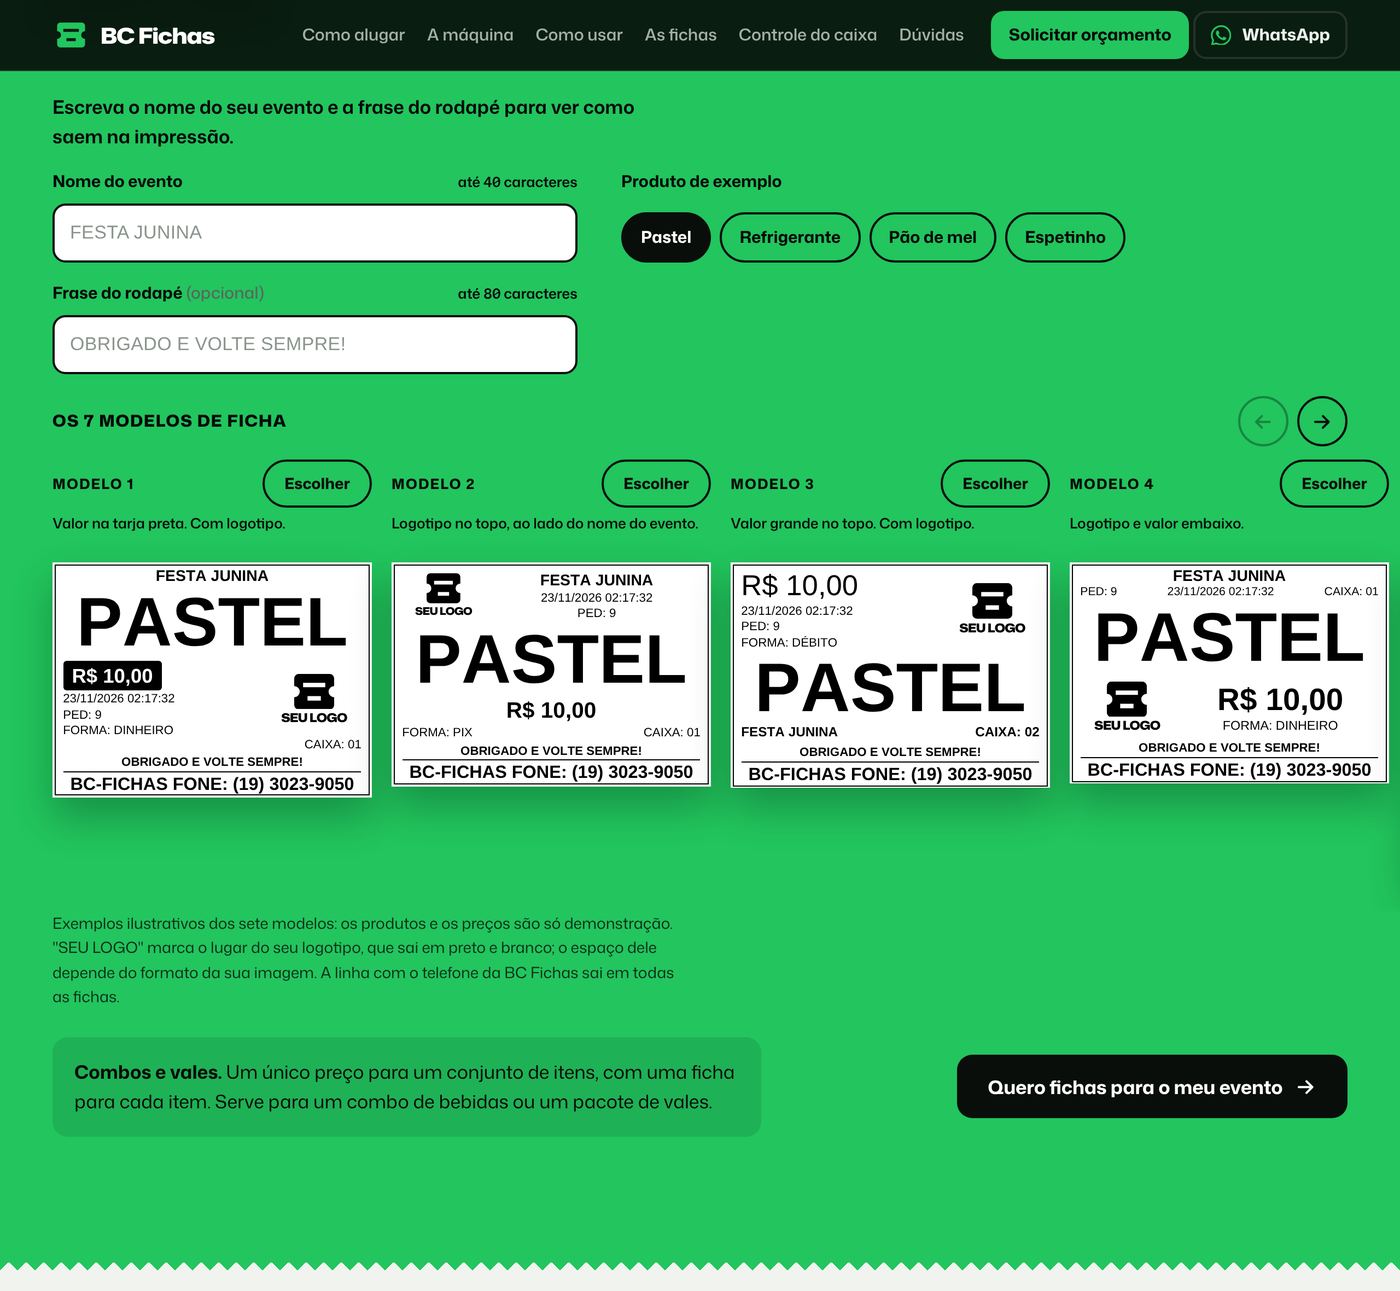 BC Fichas
Como alugar
A máquina
Como usar
As fichas
Controle do caixa
Dúvidas
Solicitar orçamento
WhatsApp
Escreva o nome do seu evento e a frase do rodapé para ver como
saem na impressão.
Nome do evento
até 40 caracteres
FESTA JUNINA
Frase do rodapé (opcional)
até 80 caracteres
OBRIGADO E VOLTE SEMPRE!
Produto de exemplo
Pastel
Refrigerante
Pão de mel
Espetinho
OS 7 MODELOS DE FICHA
MODELO 1
Escolher
Valor na tarja preta. Com logotipo.
FESTA JUNINA
PASTEL
R$ 10,00
23/11/2026 02:17:32
PED: 9
FORMA: DINHEIRO
SEU LOGO
CAIXA: 01
OBRIGADO E VOLTE SEMPRE!
BC-FICHAS FONE: (19) 3023-9050
MODELO 2
Escolher
Logotipo no topo, ao lado do nome do evento.
SEU LOGO
FESTA JUNINA
23/11/2026 02:17:32
PED: 9
PASTEL
R$ 10,00
FORMA: PIX
CAIXA: 01
OBRIGADO E VOLTE SEMPRE!
BC-FICHAS FONE: (19) 3023-9050
MODELO 3
Escolher
Valor grande no topo. Com logotipo.
R$ 10,00
23/11/2026 02:17:32
PED: 9
FORMA: DÉBITO
SEU LOGO
PASTEL
FESTA JUNINA
CAIXA: 02
OBRIGADO E VOLTE SEMPRE!
BC-FICHAS FONE: (19) 3023-9050
MODELO 4
Escolher
Logotipo e valor embaixo.
FESTA JUNINA
PED: 9
23/11/2026 02:17:32
CAIXA: 01
PASTEL
SEU LOGO
R$ 10,00
FORMA: DINHEIRO
OBRIGADO E VOLTE SEMPRE!
BC-FICHAS FONE: (19) 3023-9050
Exemplos ilustrativos dos sete modelos: os produtos e os preços são só demonstração.
"SEU LOGO" marca o lugar do seu logotipo, que sai em preto e branco; o espaço dele
depende do formato da sua imagem. A linha com o telefone da BC Fichas sai em todas
as fichas.
Combos e vales. Um único preço para um conjunto de itens, com uma ficha
para cada item. Serve para um combo de bebidas ou um pacote de vales.
Quero fichas para o meu evento